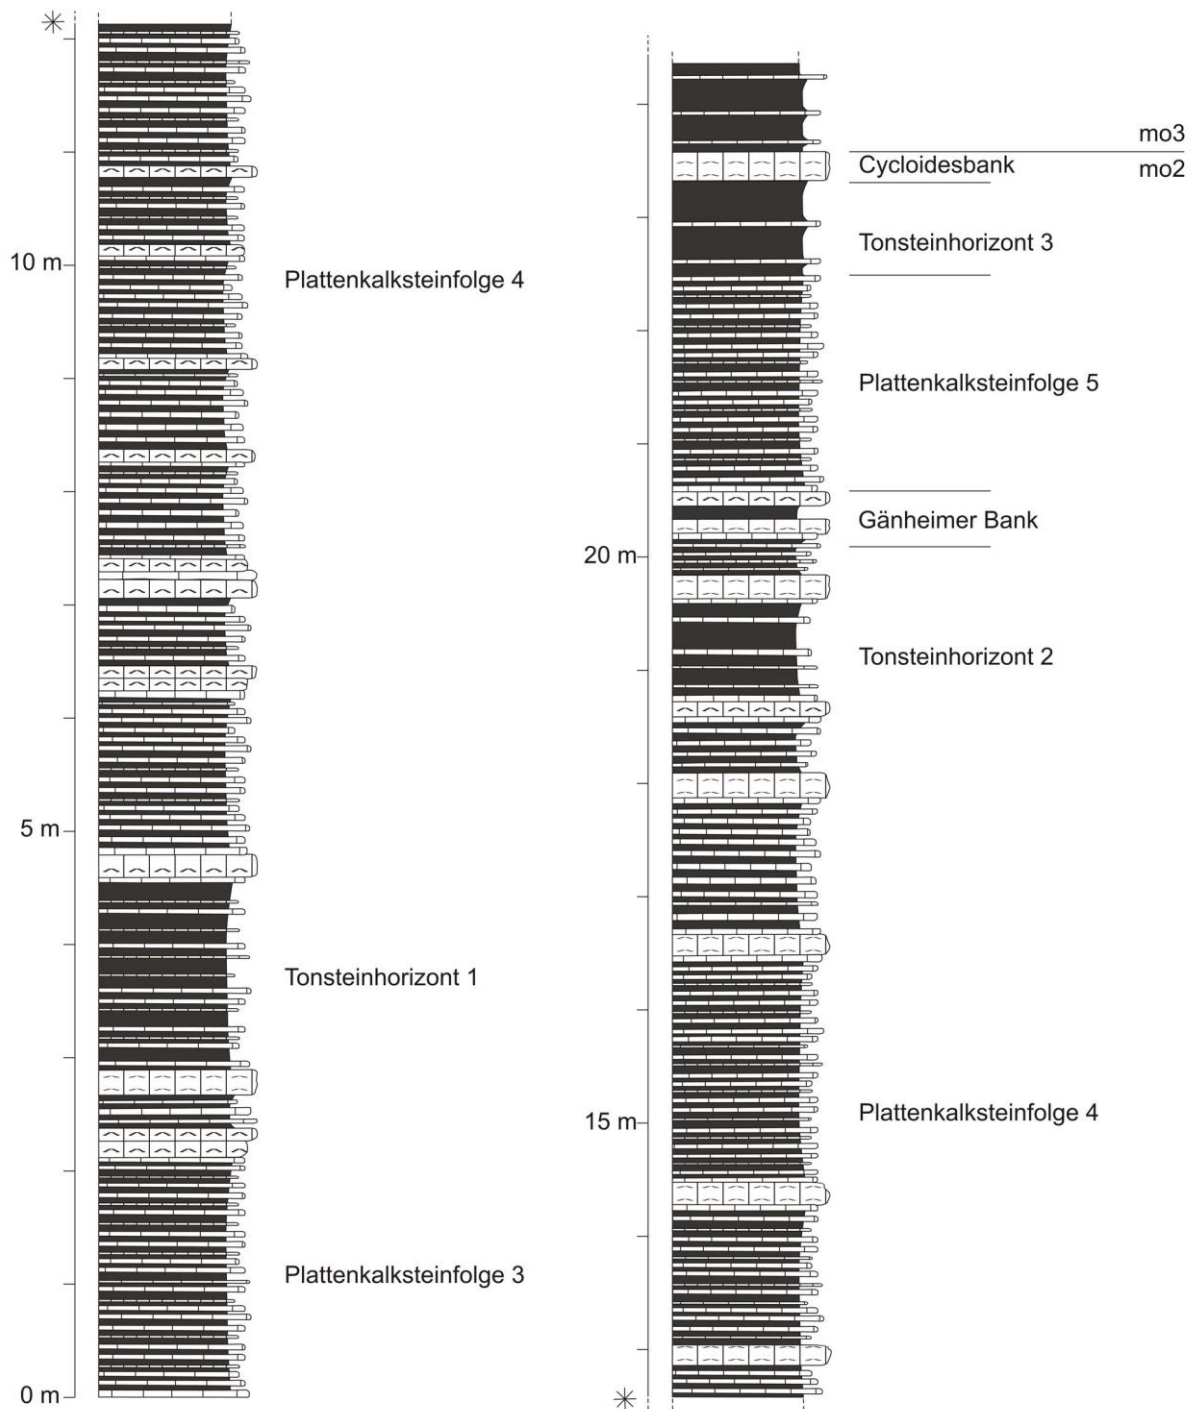 10 m
Plattenkalksteinfolge 4
5 m
Tonsteinhorizont 1
Plattenkalksteinfolge 3
0 m
mo3
Cycloidesbank
mo2
Tonsteinhorizont 3
Plattenkalksteinfolge 5
Gänheimer Bank
20 m
Tonsteinhorizont 2
15 m
Plattenkalksteinfolge 4